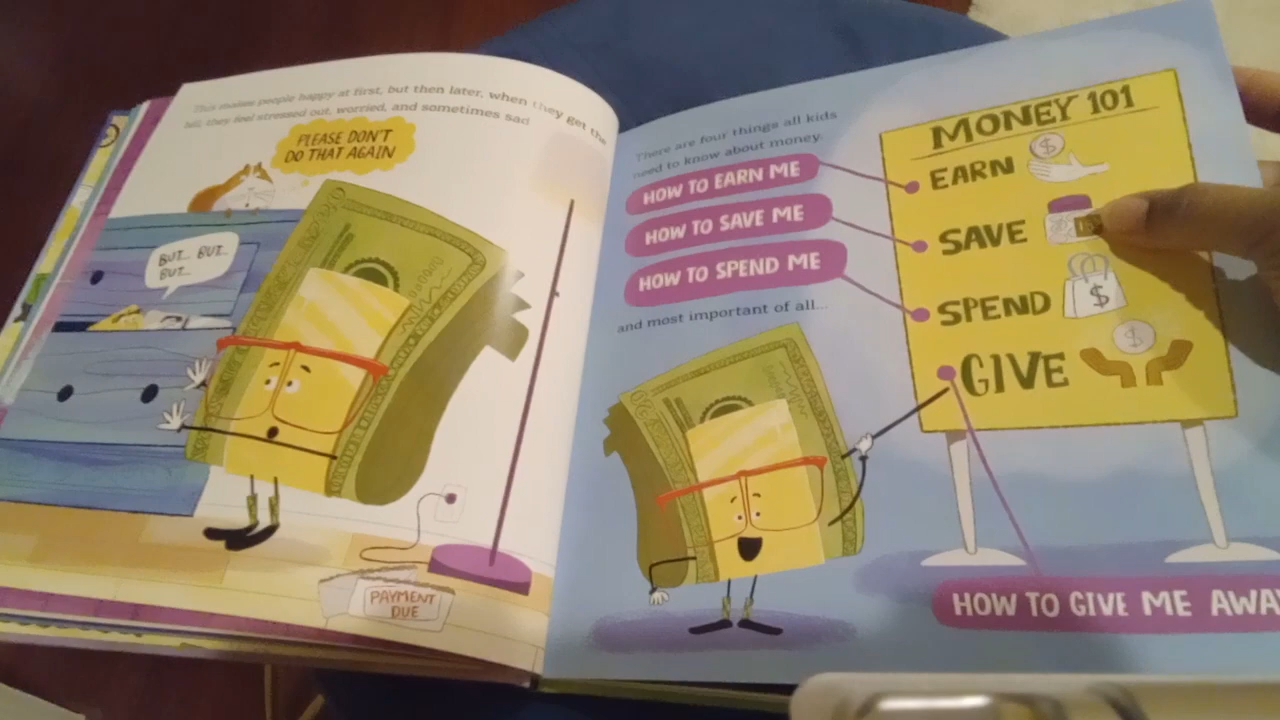 This makes people happy at first, but then later, when they get the
bill, they feel stressed out, worried, and sometimes sad
PLEASE DON'T
DO THAT AGAIN
BUT... BUT...
BUT...
PAYMENT
DUE
There are four things all kids
need to know about money.
HOW TO EARN ME
HOW TO SAVE ME
HOW TO SPEND ME
and most important of all...
MONEY 101
EARN
SAVE
SPEND
$
GIVE
HOW TO GIVE ME AWA